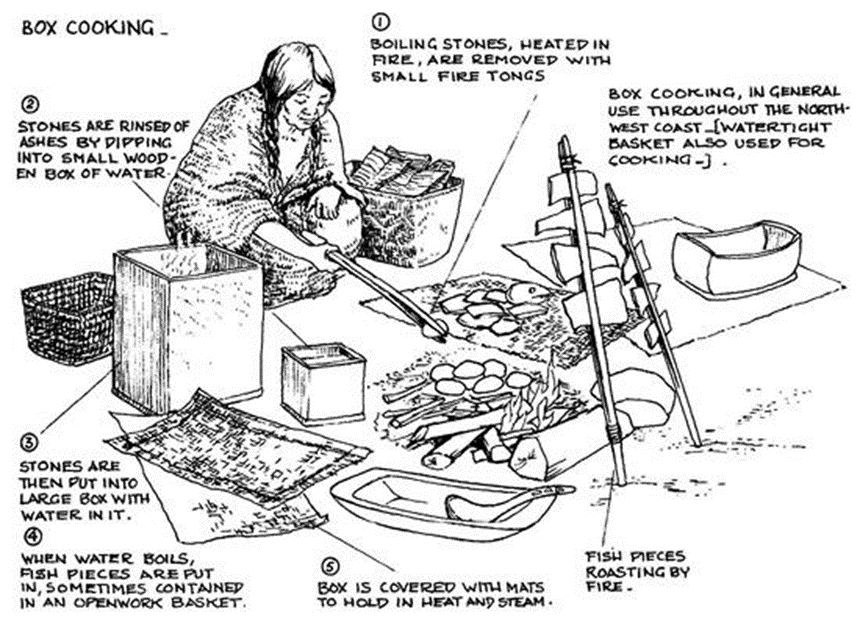 BOX COOKING_
①
BOILING STONES, HEATED IN
FIRE, ARE REMOVED WITH
SMALL FIRE TONGS
BOX COOKING, IN GENERAL
USE THROUGHOUT THE NORTH-
WEST COAST_[WATERTIGHT
BASKET ALSO USED FOR
COOKING_].
②
STONES ARE RINSED OF
ASHES BY DIPPING
INTO SMALL WOOD-
EN BOX OF WATER.
③
STONES ARE
THEN PUT INTO
LARGE BOX WITH
WATER IN IT.
④
WHEN WATER BOILS,
FISH PIECES ARE PUT
IN, SOMETIMES CONTAINED
IN AN OPENWORK BASKET.
⑤
BOX IS COVERED WITH MATS
TO HOLD IN HEAT AND STEAM.
FISH PIECES
ROASTING BY
FIRE_